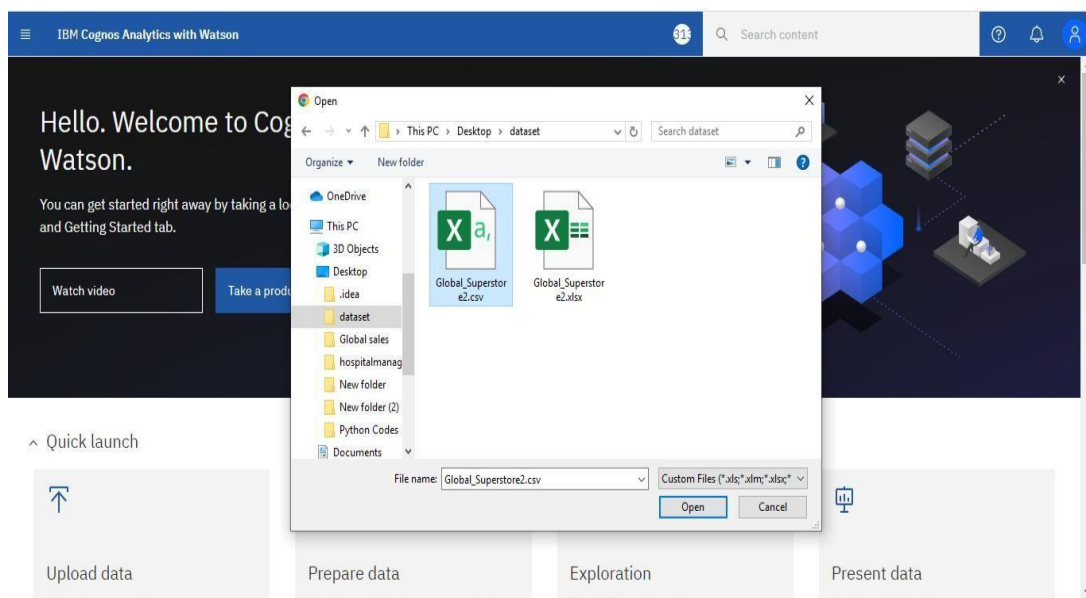 IBM Cognos Analytics with Watson
Search content
Hello. Welcome to Cog
Watson.
You can get started right away by taking a lo
and Getting Started tab.
Watch video
Take a produ
Open
This PC › Desktop › dataset
Search dataset
Organize
New folder
OneDrive
This PC
3D Objects
Desktop
.idea
dataset
Global sales
hospitalmanag
New folder
New folder (2)
Python Codes
Documents
Global_Superstor
e2.csv
Global_Superstor
e2.xlsx
File name: Global_Superstore2.csv
Custom Files (*.xls;*.xlm;*.xlsx;*
Open
Cancel
Quick launch
Upload data
Prepare data
Exploration
Present data